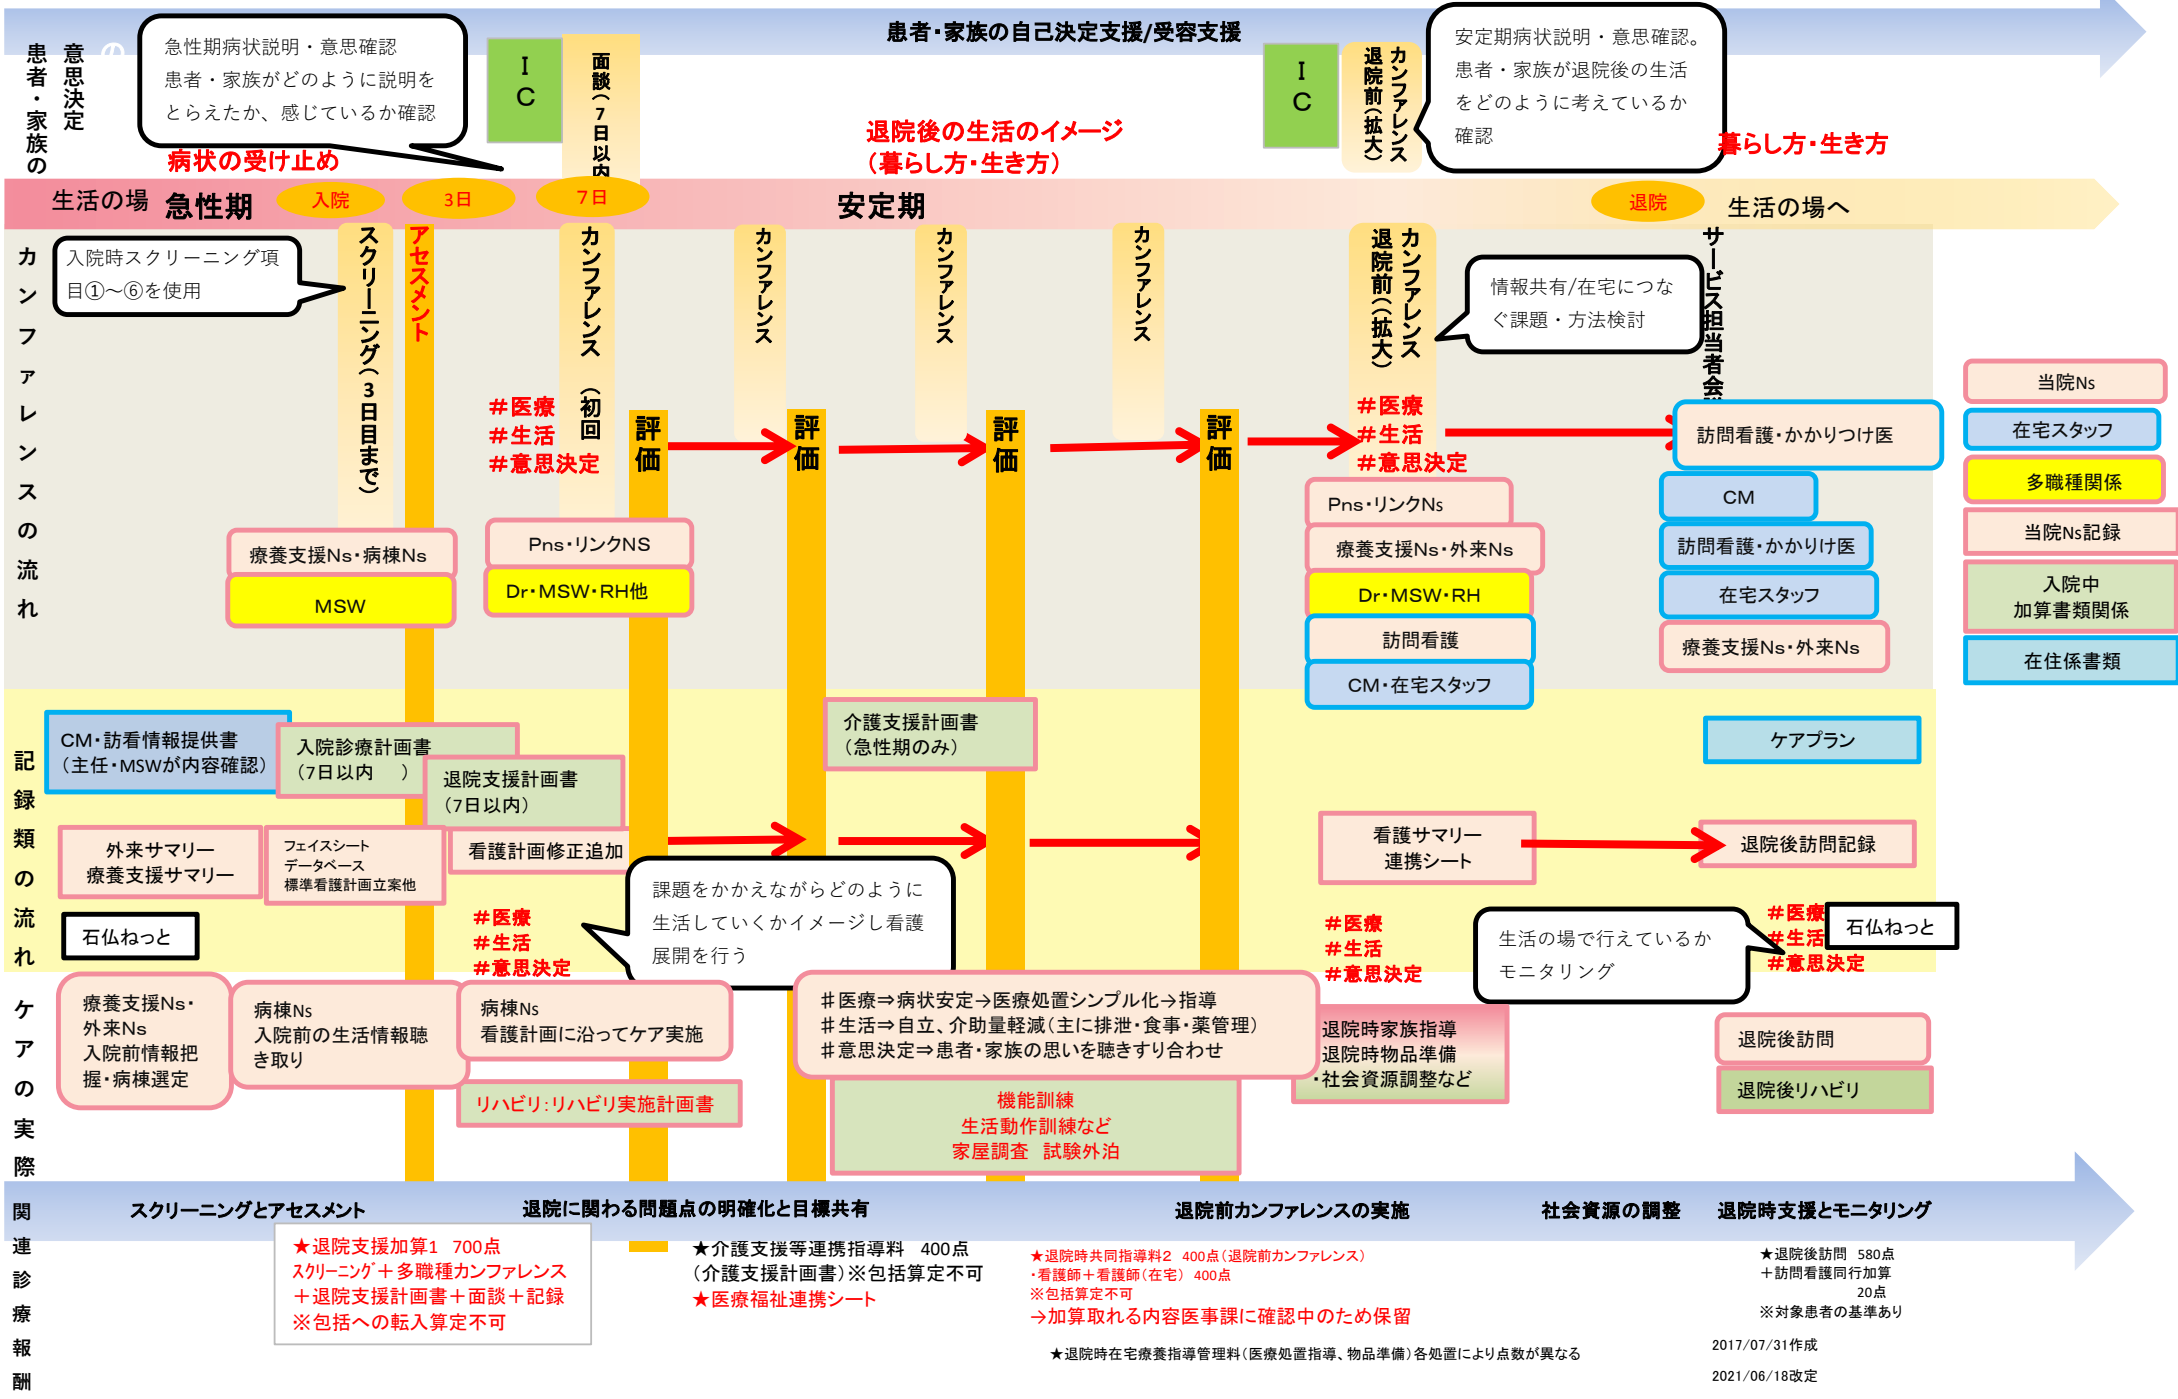 患者・家族の自己決定支援/受容支援
患者・家族の
意思決定
の
急性期病状説明・意思確認
患者・家族がどのように説明を
とらえたか、感じているか確認
病状の受け止め
IC
面談(7日以内
退院後の生活のイメージ
(暮らし方・生き方)
IC
退院前(拡大)
カンファレンス
安定期病状説明・意思確認。
患者・家族が退院後の生活
をどのように考えているか
確認
暮らし方・生き方
生活の場
急性期
入院
3日
7日
安定期
退院
生活の場へ
カンファレンスの流れ
入院時スクリーニング項
目①～⑥を使用
スクリーニング(3日目まで)
アセスメント
カンファレンス (初回
カンファレンス
カンファレンス
カンファレンス
退院前((拡大)
カンファレンス
情報共有/在宅につな
ぐ課題・方法検討
サービス担当者会
#医療
#生活
#意思決定
評価
評価
評価
評価
#医療
#生活
#意思決定
療養支援Ns・病棟Ns
MSW
Pns・リンクNS
Dr・MSW・RH他
Pns・リンクNs
療養支援Ns・外来Ns
Dr・MSW・RH
訪問看護
CM・在宅スタッフ
訪問看護・かかりつけ医
CM
訪問看護・かかりけ医
在宅スタッフ
療養支援Ns・外来Ns
当院Ns
在宅スタッフ
多職種関係
当院Ns記録
入院中
加算書類関係
在住係書類
記録類の流れ
CM・訪看情報提供書
(主任・MSWが内容確認)
入院診療計画書
(7日以内 )
退院支援計画書
(7日以内)
介護支援計画書
(急性期のみ)
ケアプラン
外来サマリー
療養支援サマリー
フェイスシート
データベース
標準看護計画立案他
看護計画修正追加
看護サマリー
連携シート
退院後訪問記録
石仏ねっと
#医療
#生活
#意思決定
課題をかかえながらどのように
生活していくかイメージし看護
展開を行う
#医療
#生活
#意思決定
生活の場で行えているか
モニタリング
#医療
#生活
#意思決定
石仏ねっと
ケアの実際
療養支援Ns・
外来Ns
入院前情報把
握・病棟選定
病棟Ns
入院前の生活情報聴
き取り
病棟Ns
看護計画に沿ってケア実施
リハビリ:リハビリ実施計画書
#医療⇒病状安定→医療処置シンプル化→指導
#生活⇒自立、介助量軽減(主に排泄・食事・薬管理)
#意思決定⇒患者・家族の思いを聴きすり合わせ
機能訓練
生活動作訓練など
家屋調査 試験外泊
退院時家族指導
退院時物品準備
・社会資源調整など
退院後訪問
退院後リハビリ
スクリーニングとアセスメント
退院に関わる問題点の明確化と目標共有
退院前カンファレンスの実施
社会資源の調整
退院時支援とモニタリング
関連診療報酬
★退院支援加算1 700点
スクリーニング+多職種カンファレンス
+退院支援計画書+面談+記録
※包括への転入算定不可
★介護支援等連携指導料 400点
(介護支援計画書)※包括算定不可
★医療福祉連携シート
★退院時共同指導料2 400点(退院前カンファレンス)
・看護師+看護師(在宅) 400点
※包括算定不可
→加算取れる内容医事課に確認中のため保留
★退院時在宅療養指導管理料(医療処置指導、物品準備)各処置により点数が異なる
★退院後訪問 580点
+訪問看護同行加算
20点
※対象患者の基準あり
2017/07/31作成
2021/06/18改定